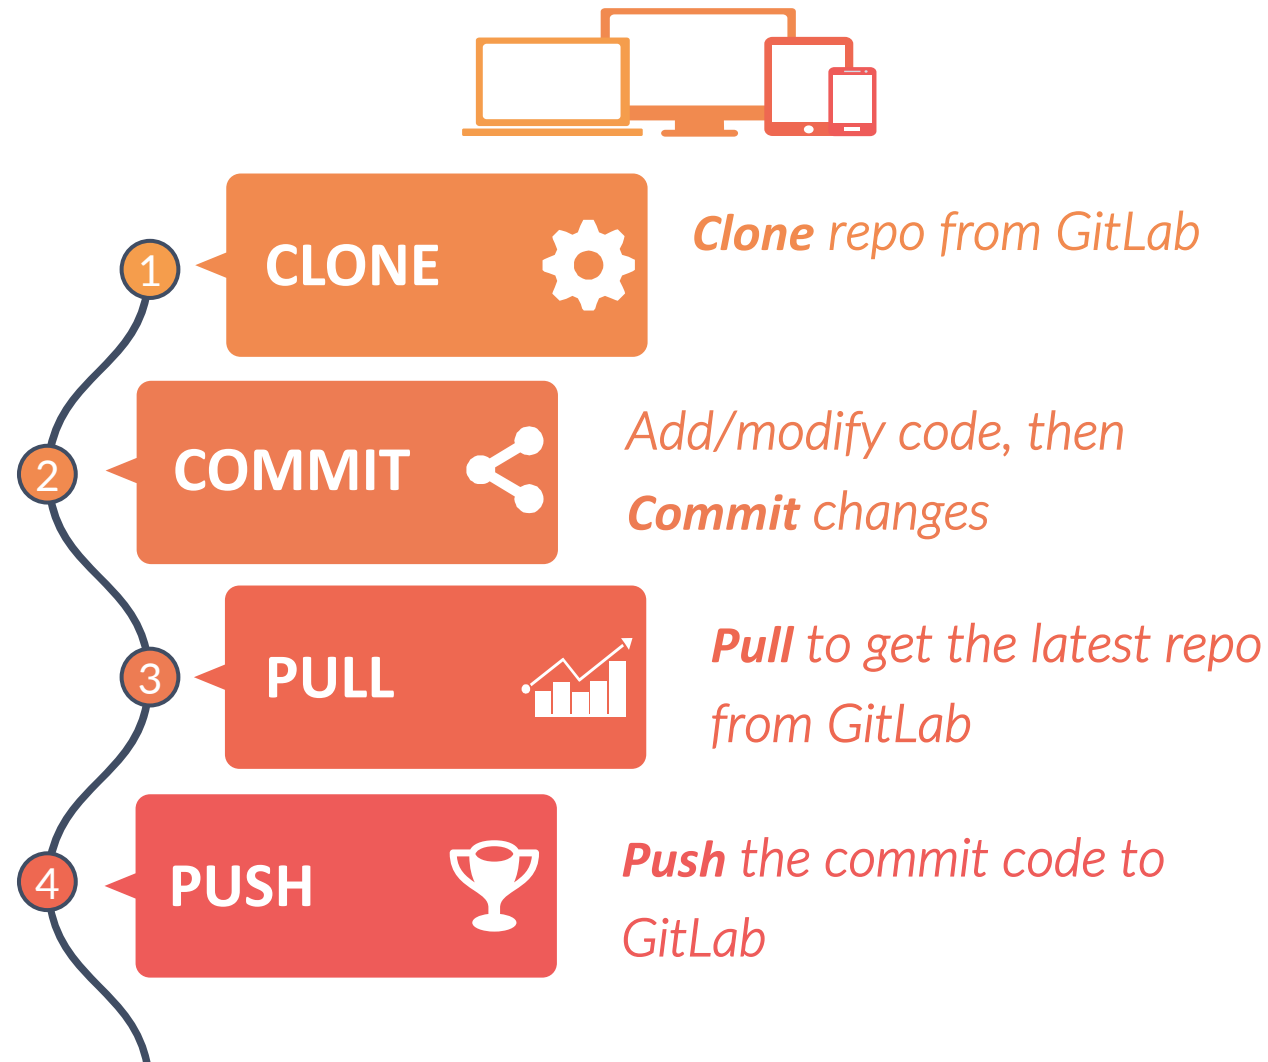 1
CLONE
Clone repo from GitLab
2
COMMIT
Add/modify code, then
Commit changes
3
PULL
Pull to get the latest repo
from GitLab
4
PUSH
Push the commit code to
GitLab